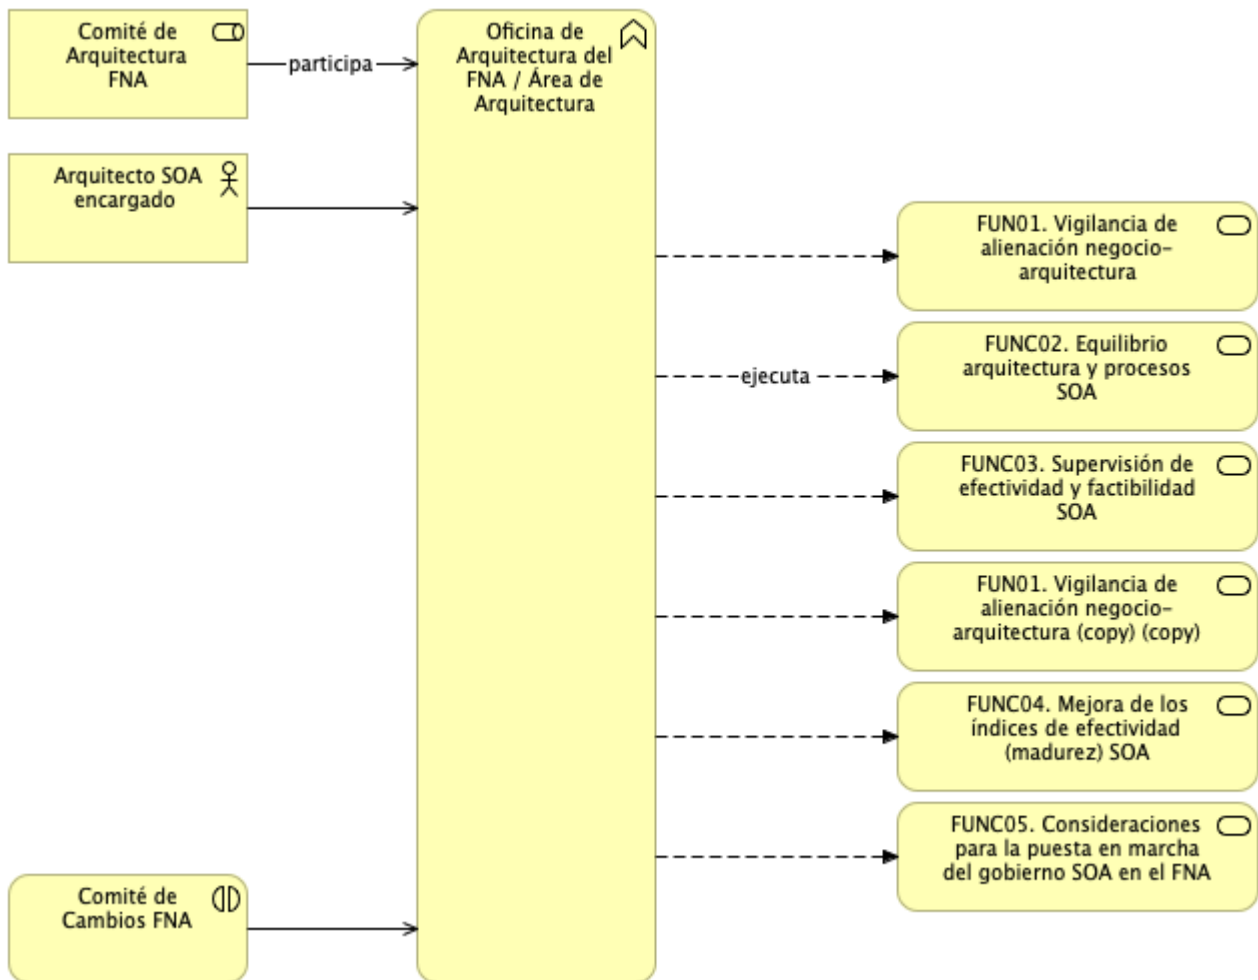 Comité de
Arquitectura
FNA
participa
Oficina de
Arquitectura del
FNA / Área de
Arquitectura
Arquitecto SOA
encargado
FUN01. Vigilancia de
alienación negocio-
arquitectura
ejecuta
FUNC02. Equilibrio
arquitectura y procesos
SOA
FUNC03. Supervisión de
efectividad y factibilidad
SOA
FUN01. Vigilancia de
alienación negocio-
arquitectura (copy) (copy)
FUNC04. Mejora de los
índices de efectividad
(madurez) SOA
FUNC05. Consideraciones
para la puesta en marcha
del gobierno SOA en el FNA
Comité de
Cambios FNA